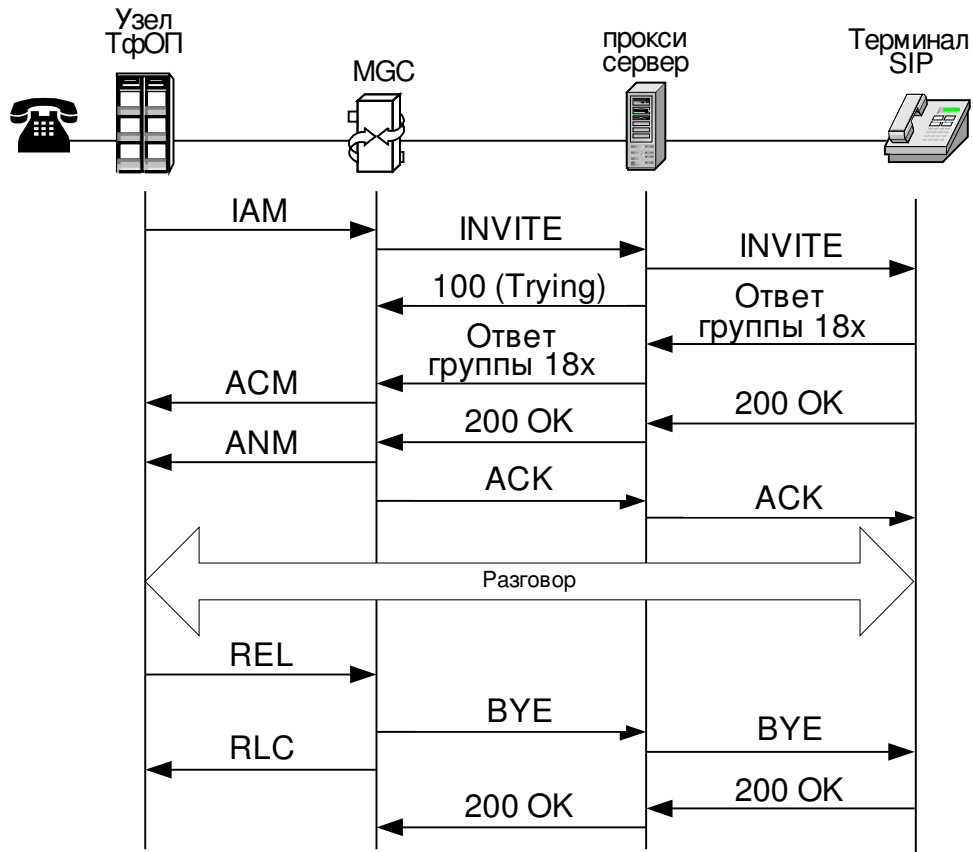 Узел
ТфОП
MGC
прокси
сервер
Терминал
SIP
IAM
INVITE
INVITE
100 (Trying)
Ответ
группы 18x
Ответ
группы 18x
ACM
200 OK
200 OK
ANM
ACK
ACK
Разговор
REL
BYE
BYE
RLC
200 OK
200 OK